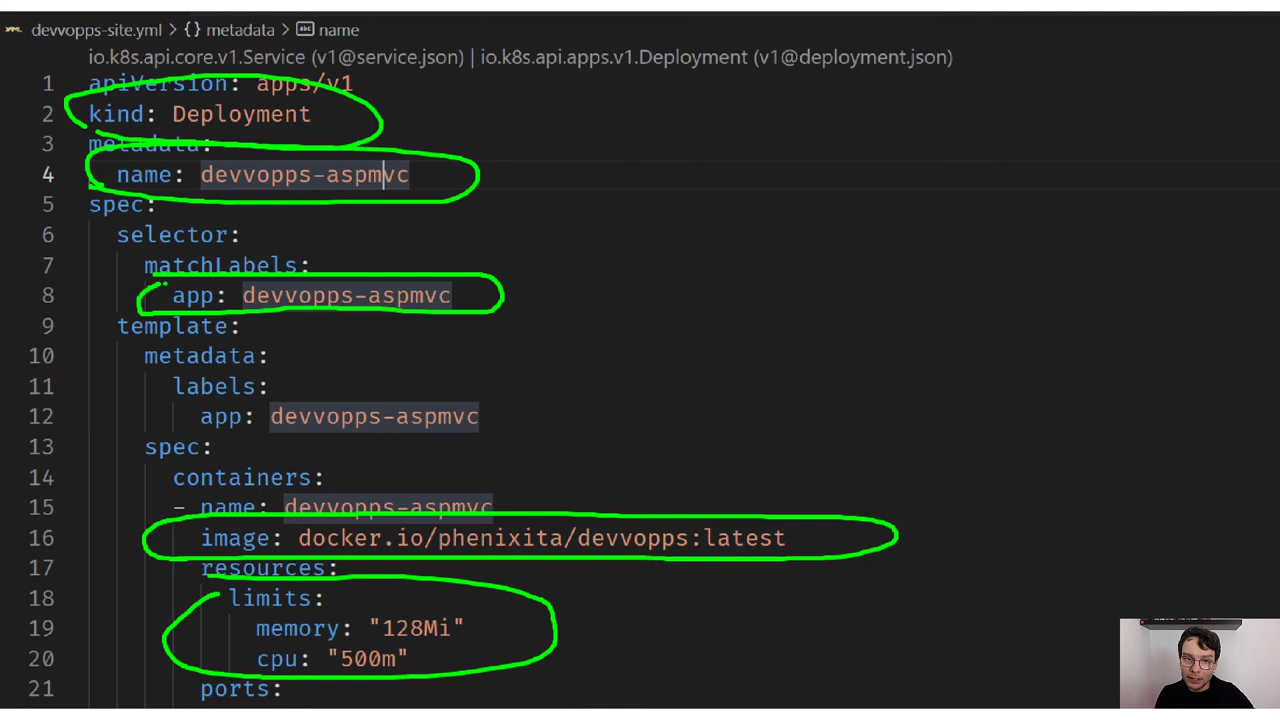 devvopps-site.yml > {} metadata > abc name
io.k8s.api.core.v1.Service (v1@service.json) | io.k8s.api.apps.v1.Deployment (v1@deployment.json)
1 apiVersion: apps/v1
2 kind: Deployment
3 metadata:
4 name: devvopps-aspmvc
5 spec:
6 selector:
7 matchLabels:
8 app: devvopps-aspmvc
9 template:
10 metadata:
11 labels:
12 app: devvopps-aspmvc
13 spec:
14 containers:
15 - name: devvopps-aspmvc
16 image: docker.io/phenixita/devvopps:latest
17 resources:
18 limits:
19 memory: "128Mi"
20 cpu: "500m"
21 ports: